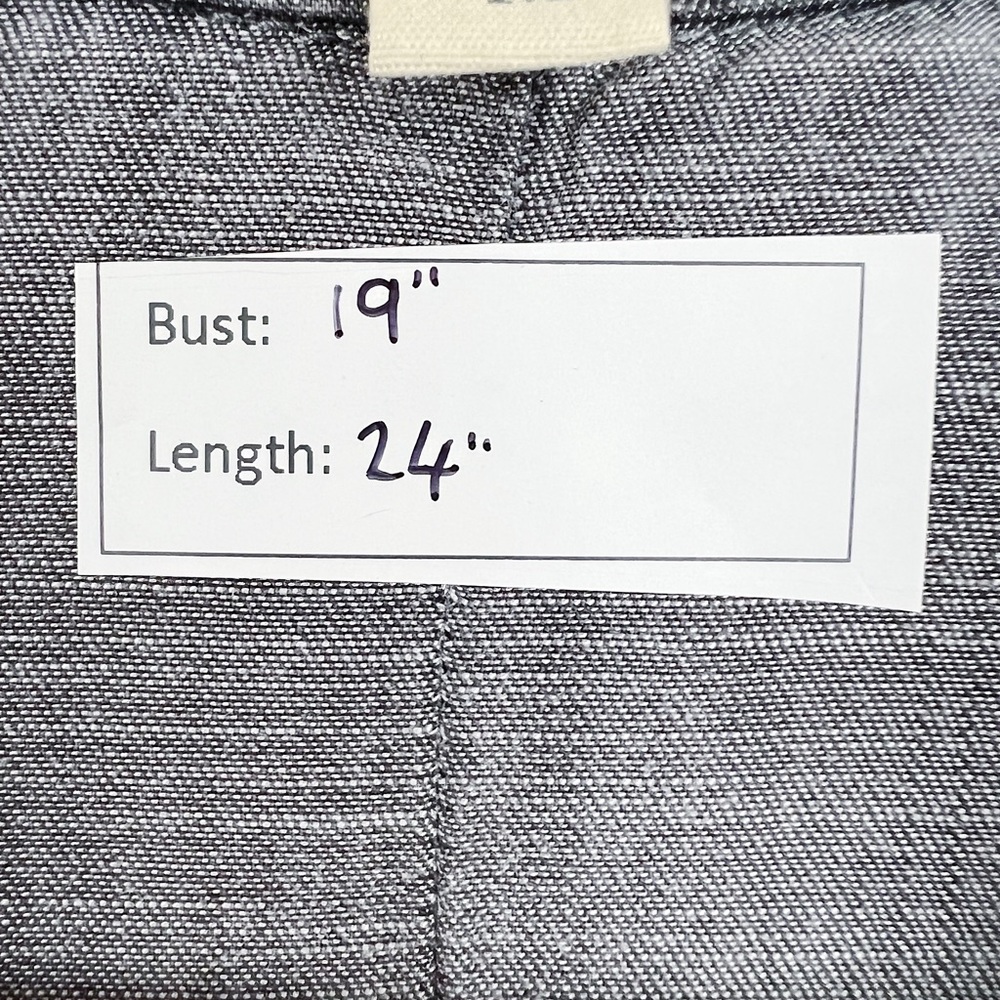 Bust: 19"
Length: 24"